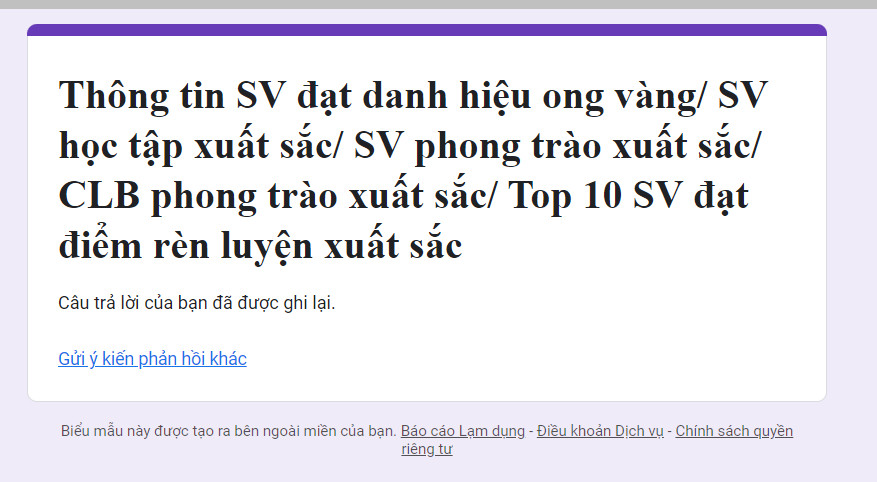 Thông tin SV đạt danh hiệu ong vàng/ SV
học tập xuất sắc/ SV phong trào xuất sắc/
CLB phong trào xuất sắc/ Top 10 SV đạt
điểm rèn luyện xuất sắc
Câu trả lời của bạn đã được ghi lại.
Gửi ý kiến phản hồi khác
Biểu mẫu này được tạo ra bên ngoài miền của bạn. Báo cáo Lạm dụng - Điều khoản Dịch vụ - Chính sách quyền
riêng tư